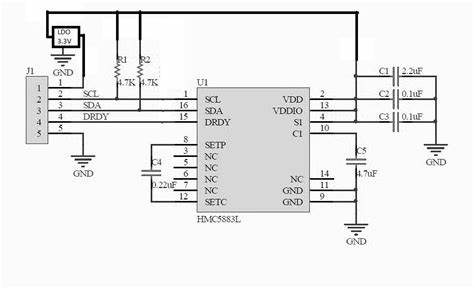 LDO
3.3V
GND
J1
1
2
3
4
5
SCL
SDA
DRDY
GND
R1
4.7K
R2
4.7K
U1
1
16
15
SCL
SDA
DRDY
VDD
VDDIO
S1
C1
2
13
4
10
8
3
5
6
7
12
SETP
NC
NC
NC
NC
SETC
NC
GND
GND
14
11
9
HMC5883L
C4
0.22uF
C1
2.2uF
C2
0.1uF
C3
0.1uF
GND
C5
4.7uF
GND